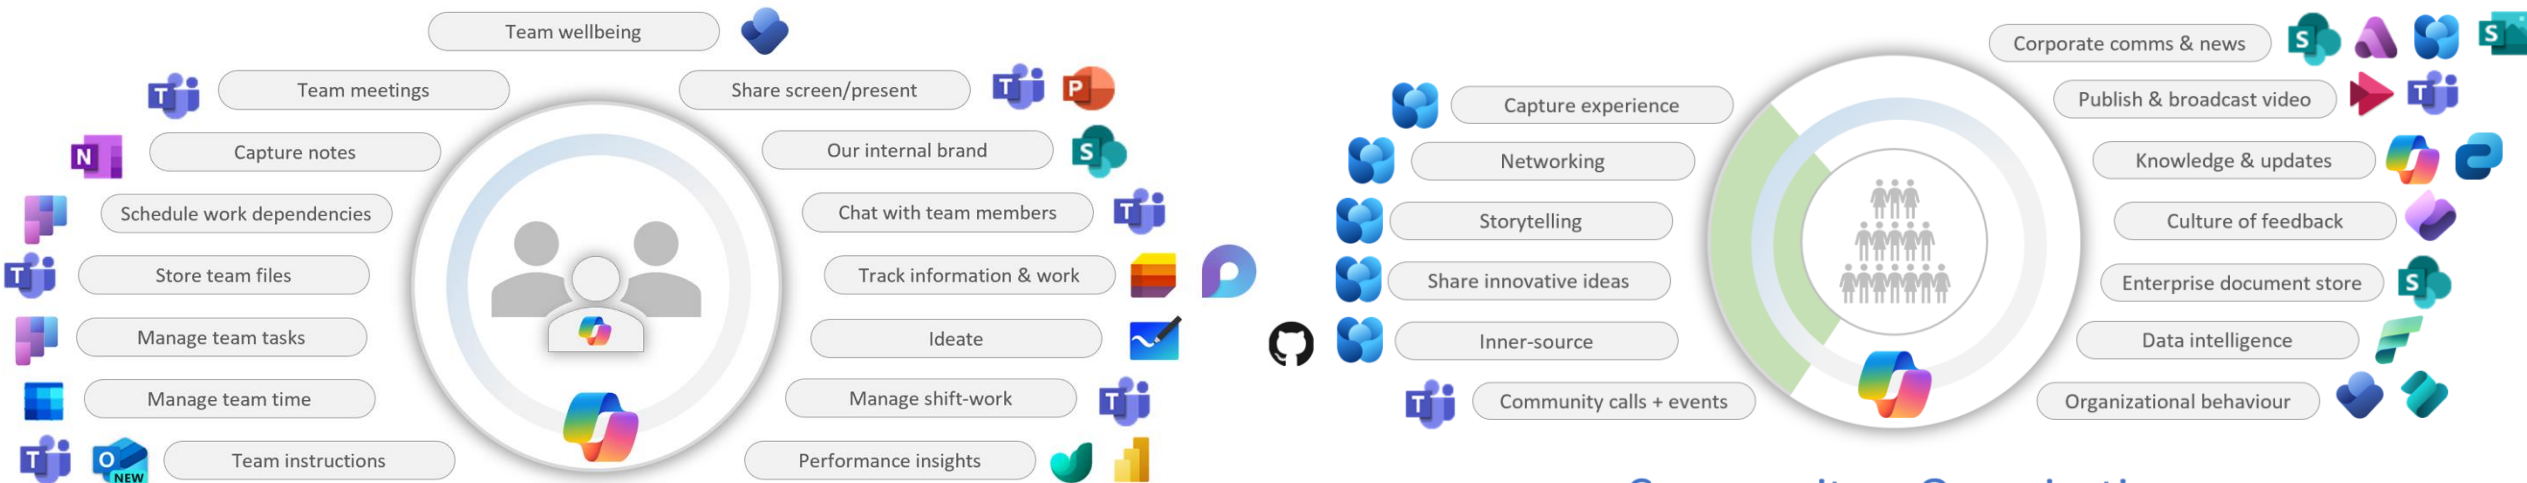 Team wellbeing
Team meetings
Share screen/present
Capture notes
Our internal brand
Schedule work dependencies
Chat with team members
Store team files
Track information & work
Manage team tasks
Ideate
Manage team time
Manage shift-work
Team instructions
Performance insights
T
T
P
N
S
T
T
T
T
O
NEW
Corporate comms & news
Capture experience
Publish & broadcast video
Networking
Knowledge & updates
Storytelling
Culture of feedback
Share innovative ideas
Enterprise document store
Inner-source
Data intelligence
Community calls + events
Organizational behaviour
S
S
T
S
T